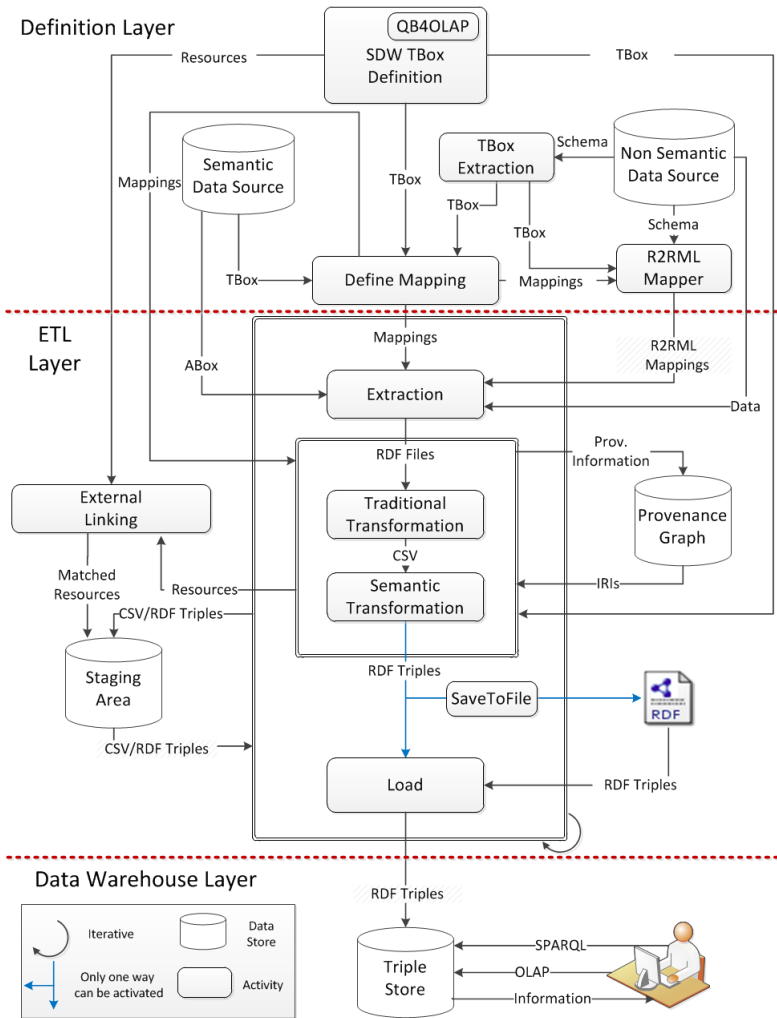 Definition Layer
QB4OLAP
SDW TBox
Definition
Resources
TBox
Semantic
Data Source
TBox
Extraction
Schema
Non Semantic
Data Source
Mappings
TBox
TBox
TBox
Schema
TBox
Define Mapping
Mappings
R2RML
Mapper
ETL
Layer
Mappings
R2RML
Mappings
ABox
Extraction
Data
RDF Files
Prov.
Information
External
Linking
Traditional
Transformation
Provenance
Graph
CSV
Matched
Resources
Resources
Semantic
Transformation
IRIs
CSV/RDF Triples
Staging
Area
RDF Triples
SaveToFile
RDF
CSV/RDF Triples
Load
RDF Triples
Data Warehouse Layer
RDF Triples
Iterative
Data
Store
Only one way
can be activated
Activity
Triple
Store
SPARQL
OLAP
Information